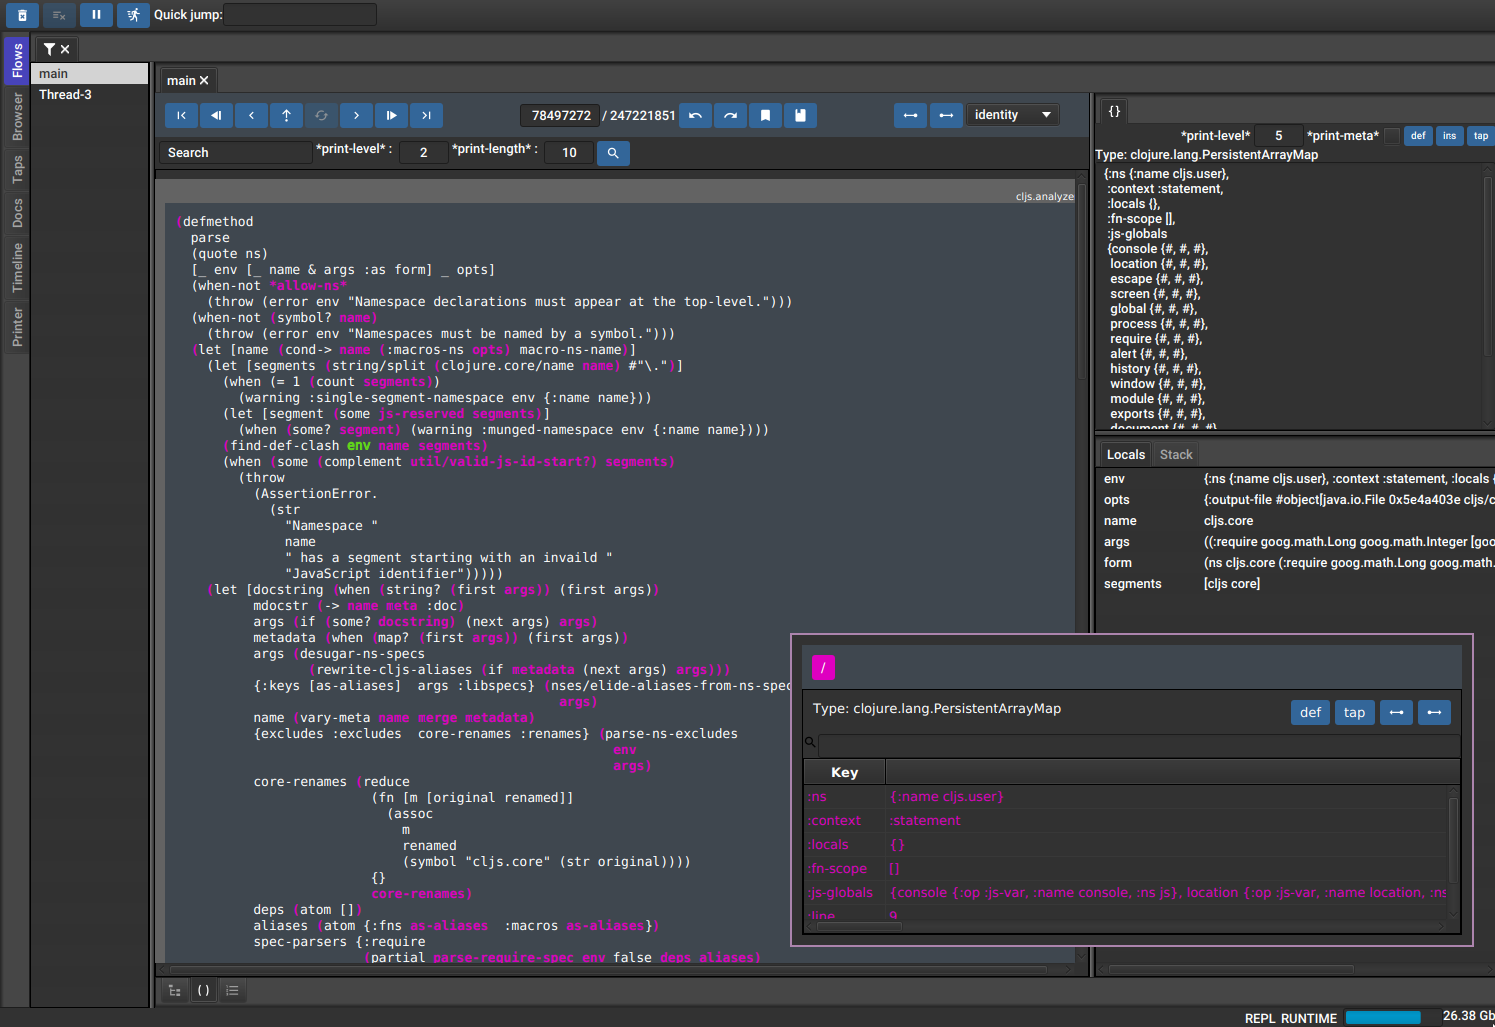 Quick jump:
Flows
Browser
Taps
Docs
Timeline
Printer
main
Thread-3
main
78497272 / 247221851
identity
Search *print-level* : 2 *print-length* : 10
cljs.analyze
(defmethod
parse
(quote ns)
[_ env [_ name & args :as form] _ opts]
(when-not *allow-ns*
(throw (error env "Namespace declarations must appear at the top-level.")))
(when-not (symbol? name)
(throw (error env "Namespaces must be named by a symbol.")))
(let [name (cond-> name (:macros-ns opts) macro-ns-name)]
(let [segments (string/split (clojure.core/name name) #"\.")]
(when (= 1 (count segments))
(warning :single-segment-namespace env {:name name}))
(let [segment (some js-reserved segments)]
(when (some? segment) (warning :munged-namespace env {:name name})))
(find-def-clash env name segments)
(when (some (complement util/valid-js-id-start?) segments)
(throw
(AssertionError.
(str
"Namespace "
name
" has a segment starting with an invaild "
"JavaScript identifier")))))
(let [docstring (when (string? (first args)) (first args))
mdocstr (-> name meta :doc)
args (if (some? docstring) (next args) args)
metadata (when (map? (first args)) (first args))
args (desugar-ns-specs
(rewrite-cljs-aliases (if metadata (next args) args)))
{:keys [as-aliases]  args :libspecs} (nses/elide-aliases-from-ns-spec
args)
name (vary-meta name merge metadata)
{excludes :excludes  core-renames :renames} (parse-ns-excludes
env
args)
core-renames (reduce
(fn [m [original renamed]]
(assoc
m
renamed
(symbol "cljs.core" (str original))))
{}
core-renames)
deps (atom [])
aliases (atom {:fns as-aliases  :macros as-aliases})
spec-parsers {:require
(partial parse-require-spec env false deps aliases)
{}
*print-level* 5 *print-meta* def ins tap
Type: clojure.lang.PersistentArrayMap
{:ns {:name cljs.user},
:context :statement,
:locals {},
:fn-scope [],
:js-globals
{console {#, #, #},
location {#, #, #},
escape {#, #, #},
screen {#, #, #},
global {#, #, #},
process {#, #, #},
require {#, #, #},
alert {#, #, #},
history {#, #, #},
window {#, #, #},
module {#, #, #},
exports {#, #, #},
document {#, #, #}
Locals Stack
env {:ns {:name cljs.user}, :context :statement, :locals {
opts {:output-file #object[java.io.File 0x5e4a403e cljs/c
name cljs.core
args ((:require goog.math.Long goog.math.Integer [goo
form (ns cljs.core (:require goog.math.Long goog.math.
segments [cljs core]
/
Type: clojure.lang.PersistentArrayMap def tap
Key
:ns {:name cljs.user}
:context :statement
:locals {}
:fn-scope []
:js-globals {console {:op :js-var, :name console, :ns js}, location {:op :js-var, :name location, :ns
:line 9
( )
REPL RUNTIME 26.38 Gb